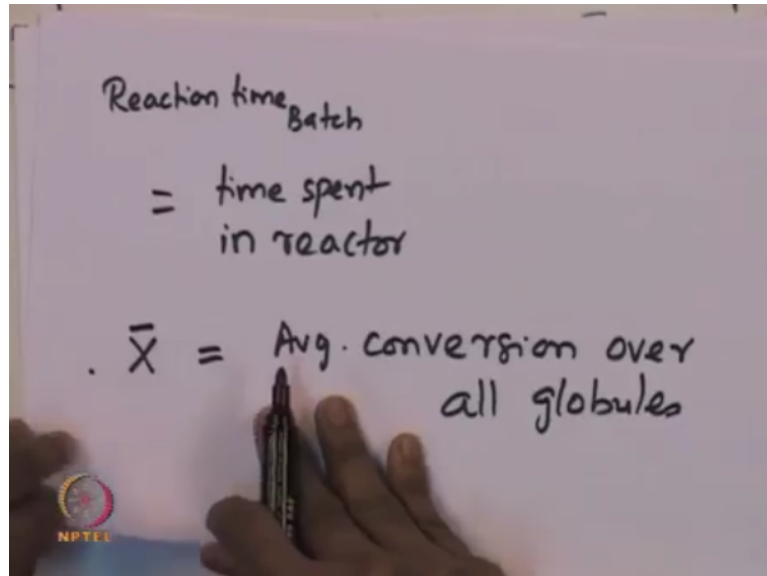 Reaction time Batch
= time spent
in reactor
. X̄ = Avg. conversion over
all globules
NPTEL